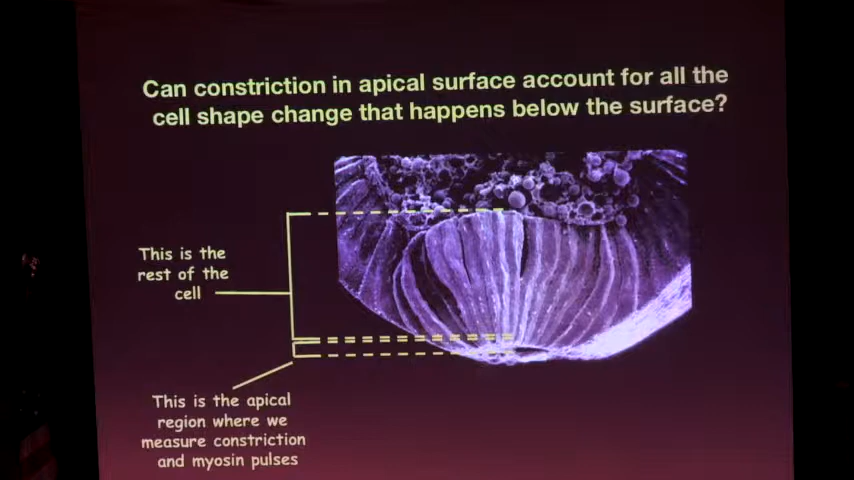 Can constriction in apical surface account for all the
cell shape change that happens below the surface?
This is the
rest of the
cell
This is the apical
region where we
measure constriction
and myosin pulses